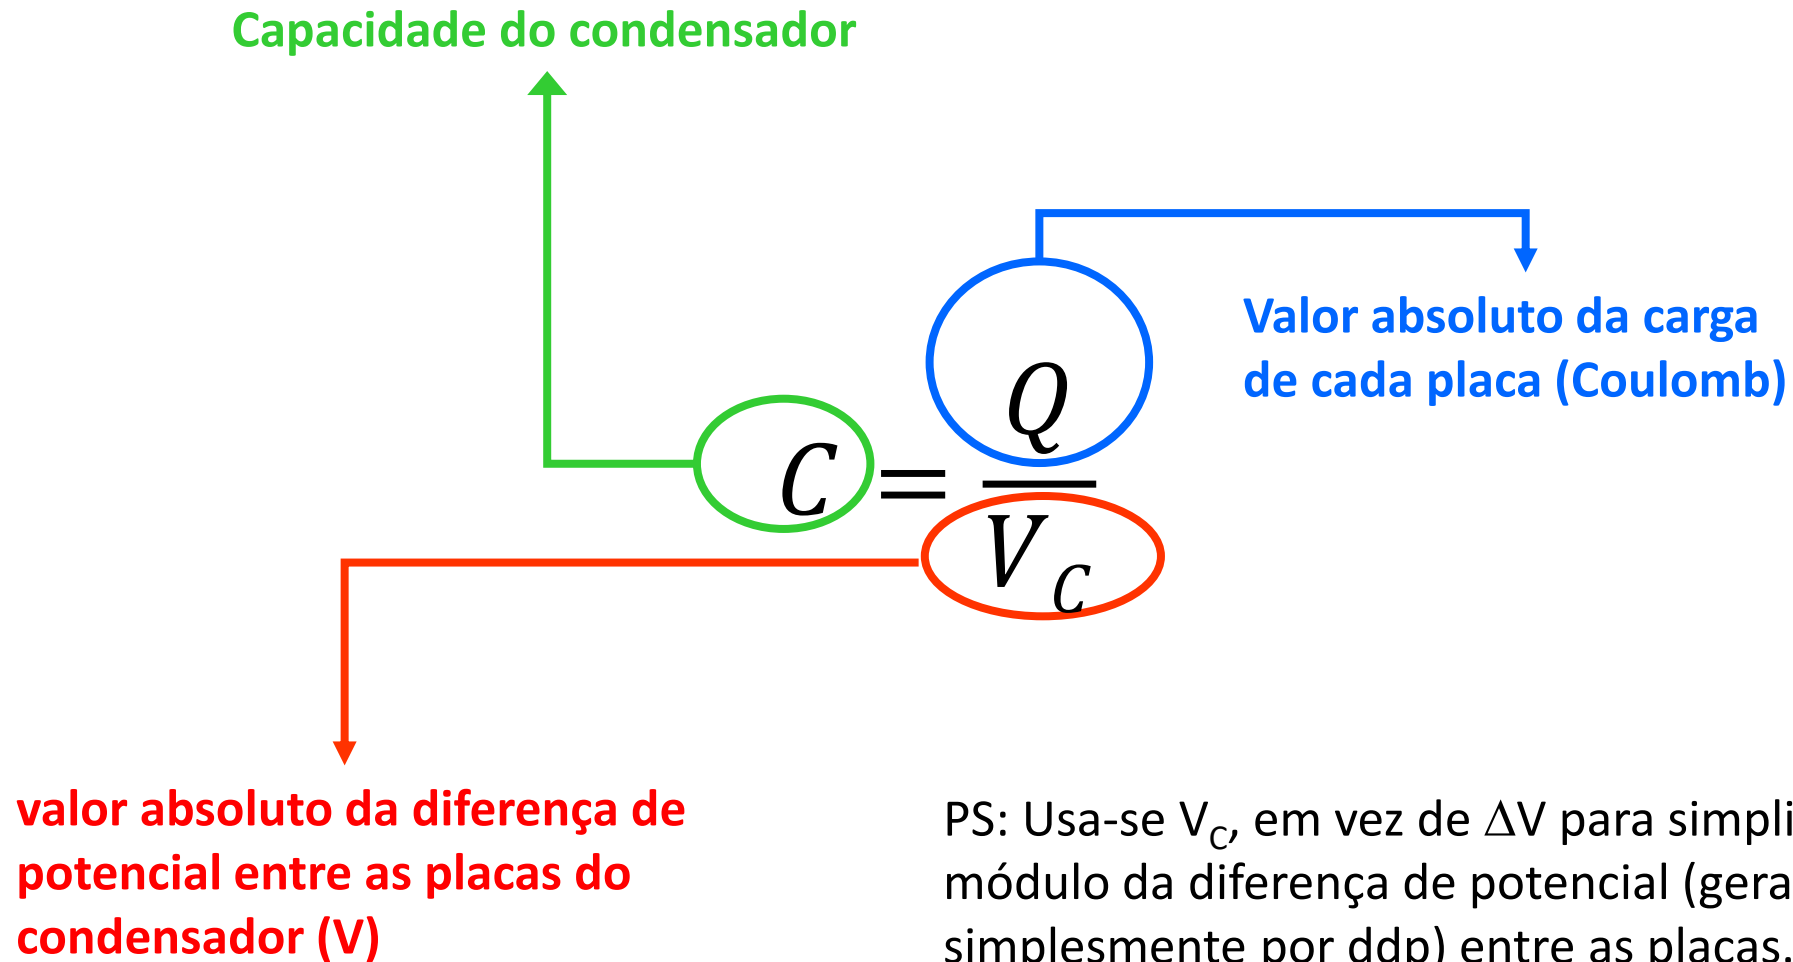 Capacidade do condensador
Valor absoluto da carga
de cada placa (Coulomb)
C = Q / V_C
valor absoluto da diferença de
potencial entre as placas do
condensador (V)
PS: Usa-se V_C, em vez de ΔV para simpli
módulo da diferença de potencial (gera
simplesmente por ddp) entre as placas.